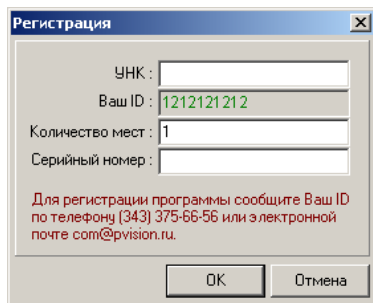 Регистрация
УНК :
Ваш ID : 1212121212
Количество мест : 1
Серийный номер :
Для регистрации программы сообщите Ваш ID
по телефону (343) 375-66-56 или электронной
почте com@pvision.ru.
OK Отмена